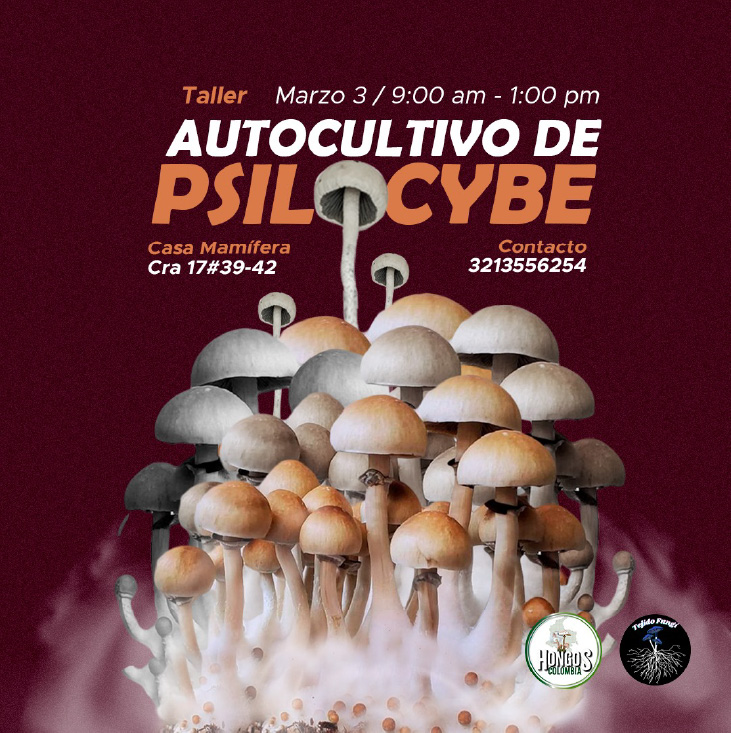 Taller Marzo 3 / 9:00 am - 1:00 pm
AUTOCULTIVO DE
PSILOCYBE
Casa Mamífera
Cra 17#39-42
Contacto
3213556254
HONGOS
COLOMBIA
Tejido Fungi